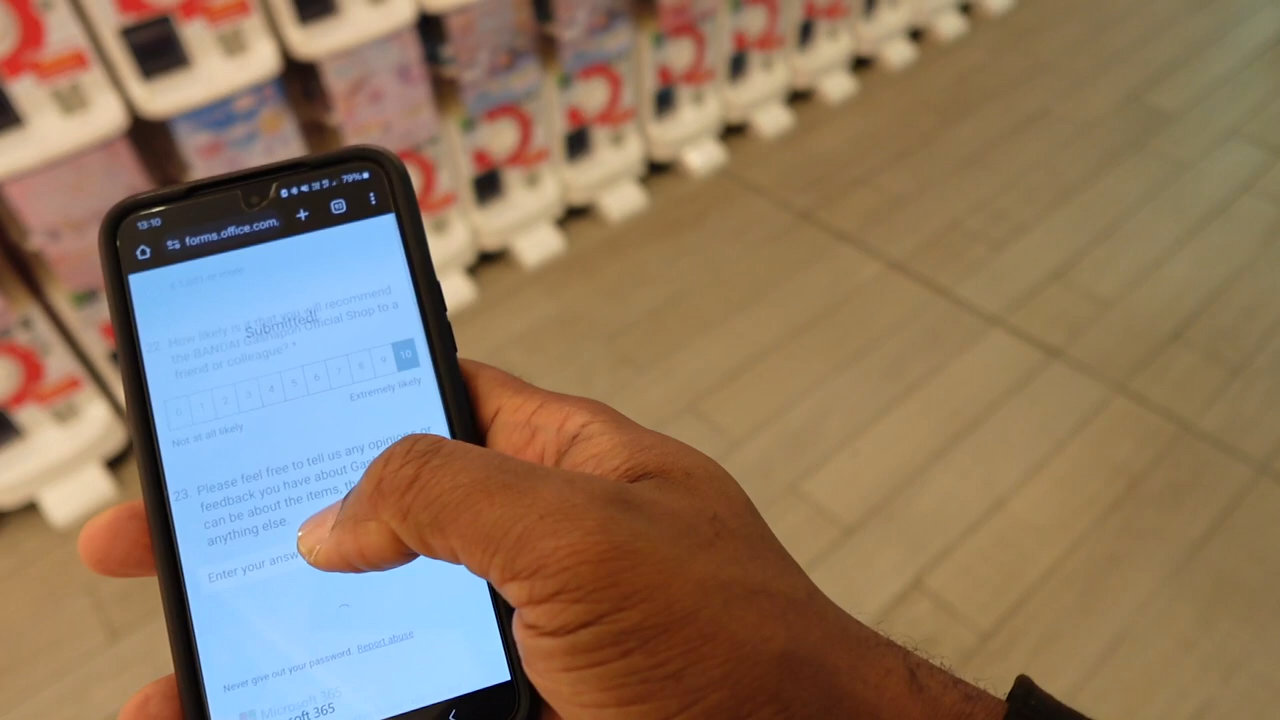 13:10
79%
forms.office.com.
93
22. How likely is it that you will recommend
Submitted!
the BANDAI Gashapon Official Shop to a
friend or colleague? *
0 1 2 3 4 5 6 7 8 9 10
Extremely likely
Not at all likely
23. Please feel free to tell us any opinions or
feedback you have about
can be about the items,
anything else.
Enter your answ
Never give out your password. Report abuse
Microsoft 365
soft 365